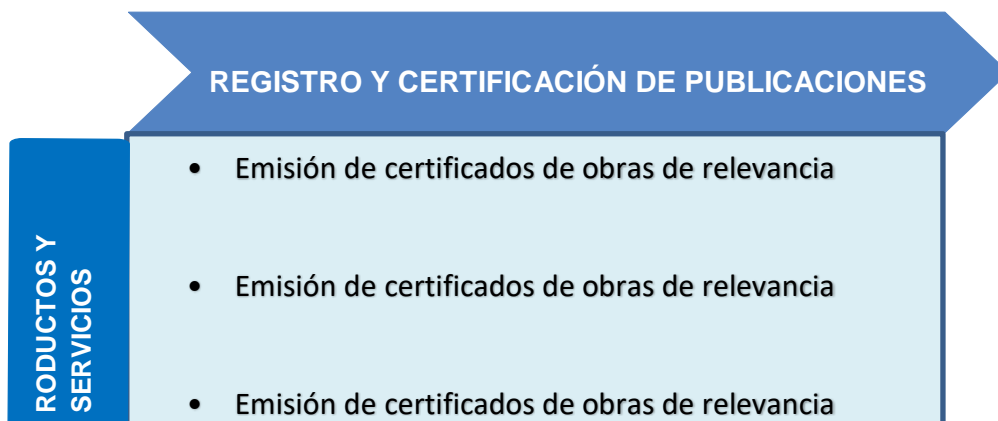 REGISTRO Y CERTIFICACIÓN DE PUBLICACIONES
RODUCTOS Y
SERVICIOS
• Emisión de certificados de obras de relevancia
• Emisión de certificados de obras de relevancia
• Emisión de certificados de obras de relevancia